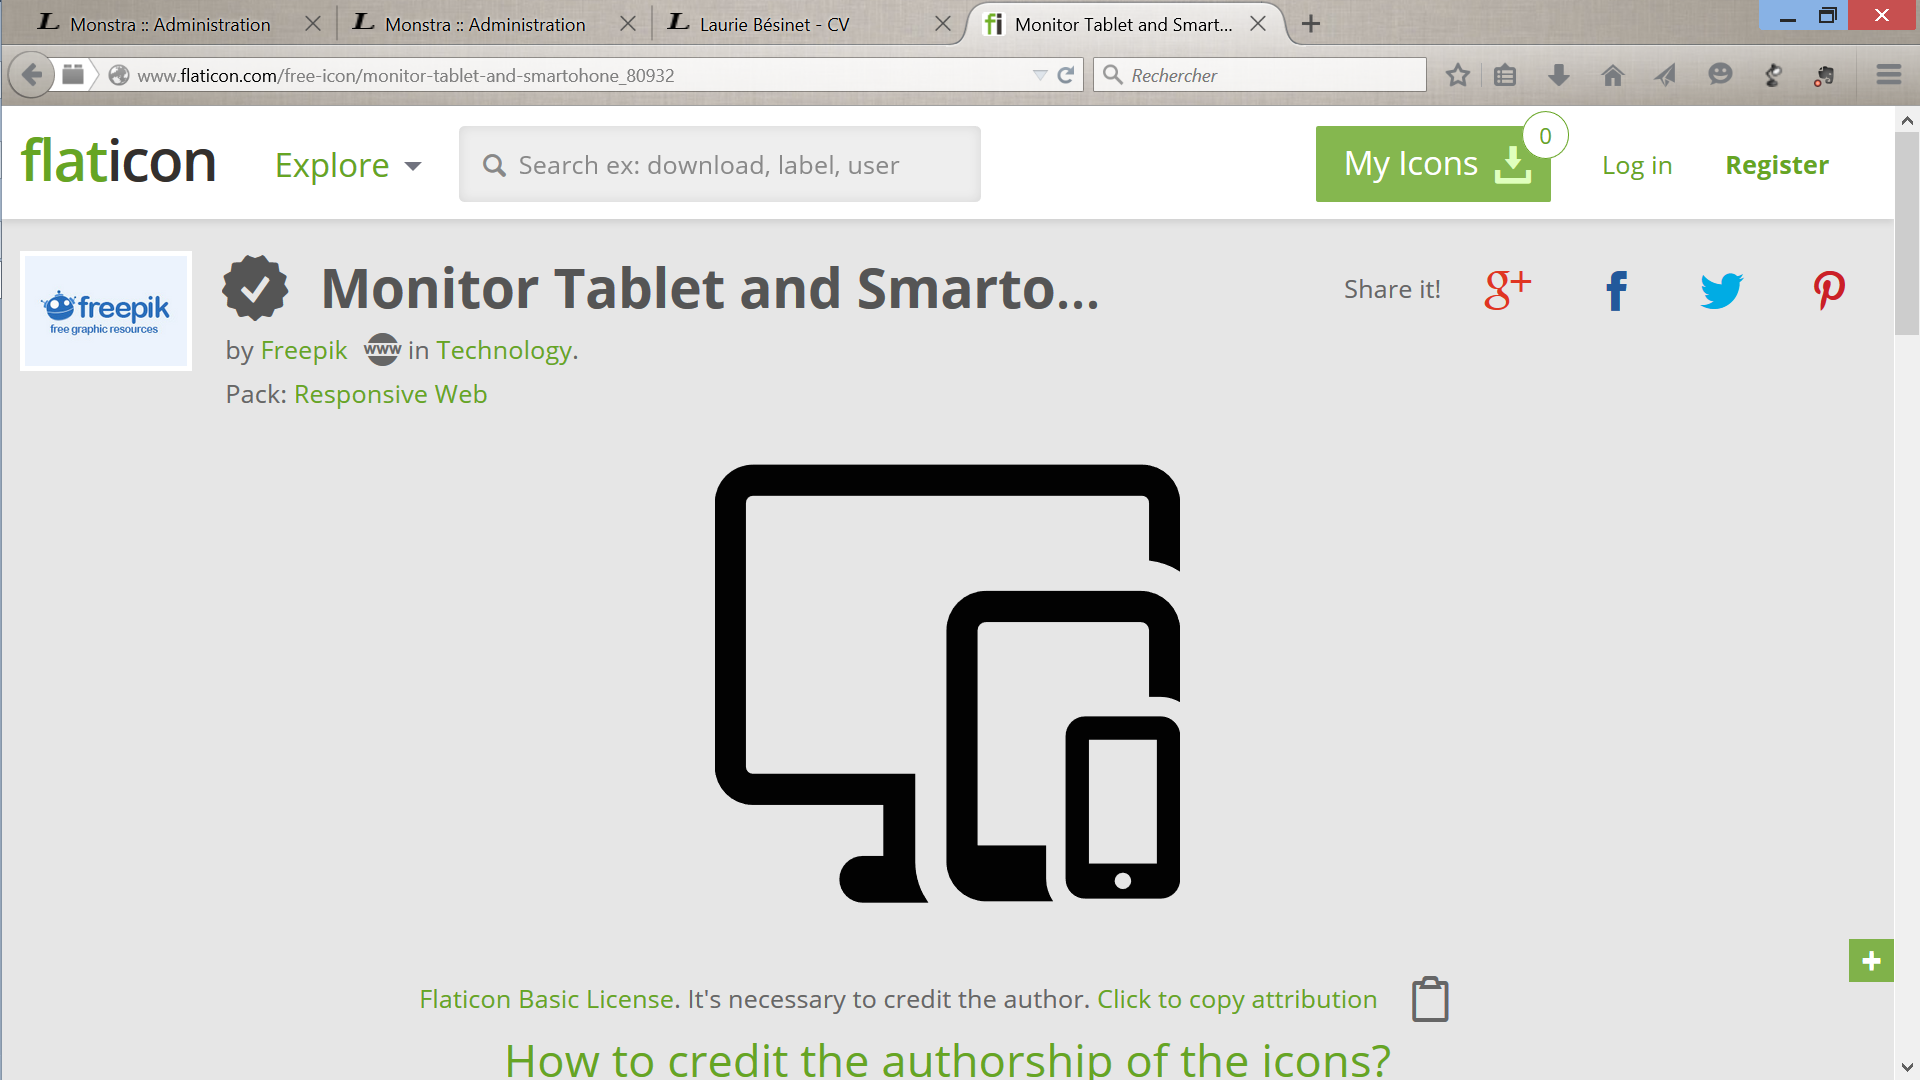 L Monstra :: Administration
L Monstra :: Administration
L Laurie Bésinet - CV
fi Monitor Tablet and Smart...
www.flaticon.com/free-icon/monitor-tablet-and-smartohone_80932
Rechercher
flaticon
Explore
Search ex: download, label, user
My Icons
0
Log in
Register
freepik
free graphic resources
Monitor Tablet and Smarto...
Share it!
g+
f
by Freepik www in Technology.
Pack: Responsive Web
Flaticon Basic License. It's necessary to credit the author. Click to copy attribution
How to credit the authorship of the icons?